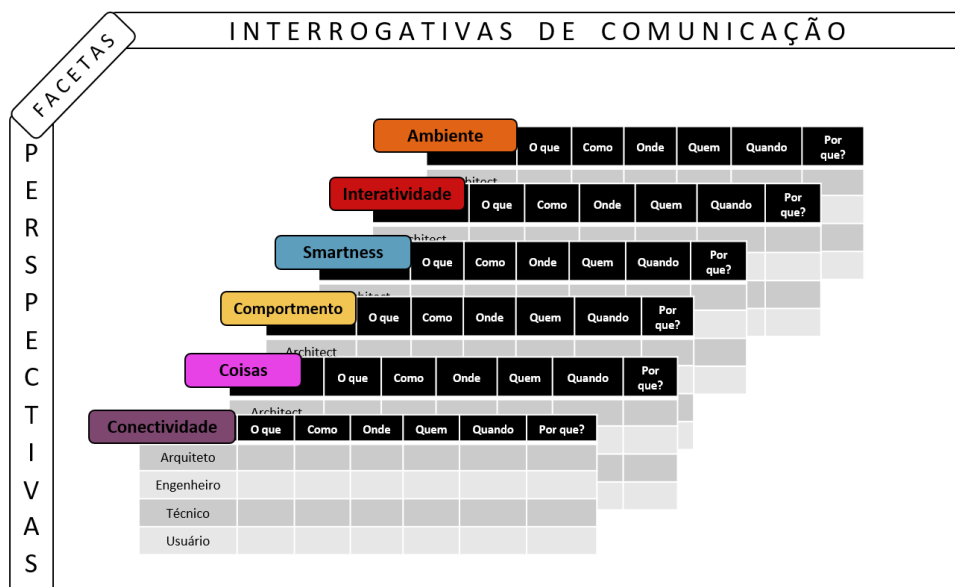 INTERROGATIVAS DE COMUNICAÇÃO
FACETAS
PERSPECTIVAS
Ambiente
O que Como Onde Quem Quando Por que?
Interatividade
O que Como Onde Quem Quando Por que?
Architect
Smartness
O que Como Onde Quem Quando Por que?
Comportmento
O que Como Onde Quem Quando Por que?
Architect
Coisas
O que Como Onde Quem Quando Por que?
Architect
Conectividade
O que Como Onde Quem Quando Por que?
Arquiteto
Engenheiro
Técnico
Usuário